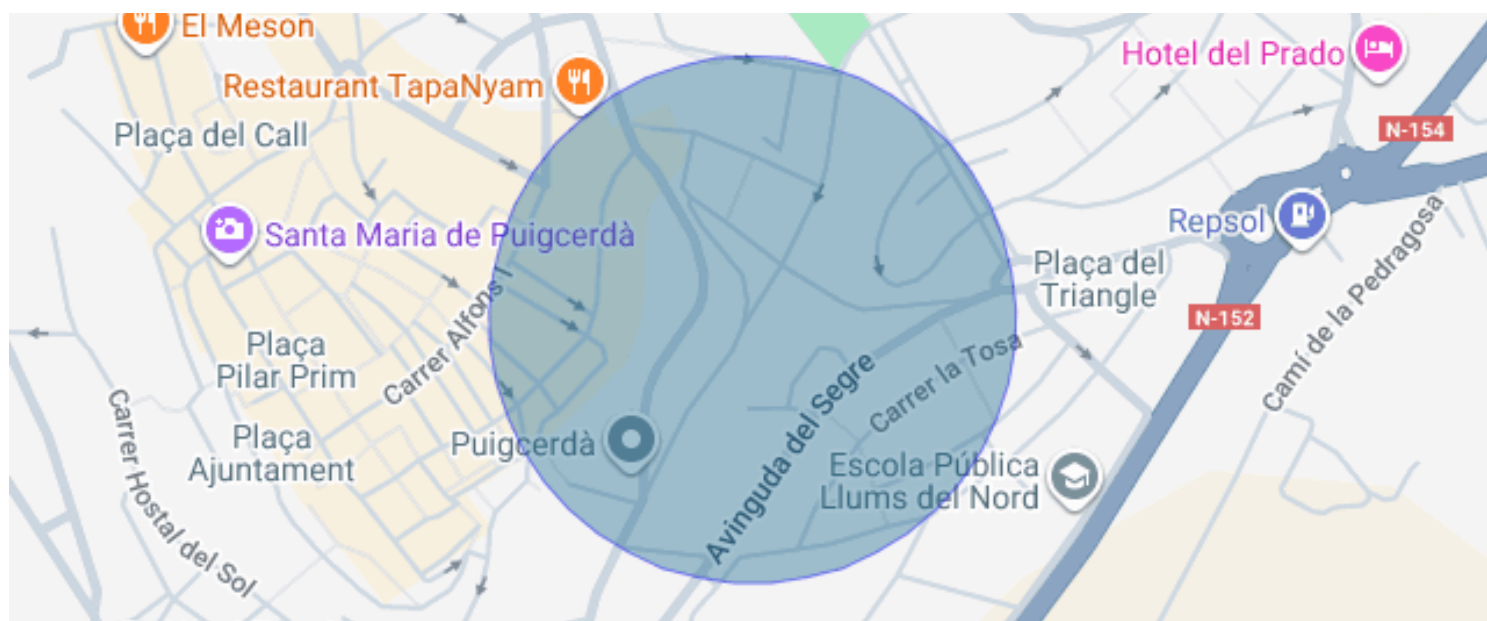 El Meson
Restaurant TapaNyam
Hotel del Prado
Plaça del Call
N-154
Santa Maria de Puigcerdà
Repsol
Plaça del
Triangle
Camí de la Pedragosa
N-152
Carrer Alfons I
Plaça
Pilar Prim
Carrer la Tosa
Avinguda del Segre
Carrer Hostal del Sol
Plaça
Ajuntament
Puigcerdà
Escola Pública
Llums del Nord